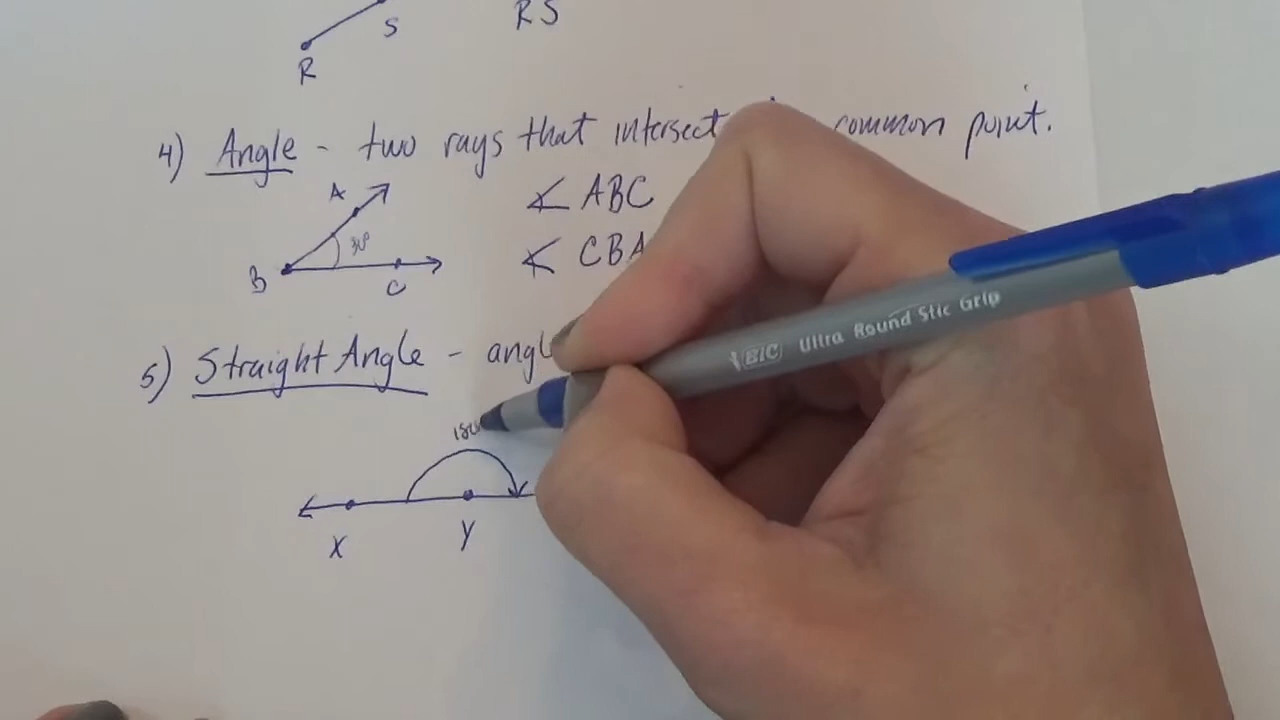 S
RS
R
4) Angle - two rays that intersect common point.
A
∡ ABC
30°
∡ CBA
B
C
5) Straight Angle - angl
180
X
Y
BIC Ultra Round Stic Grip